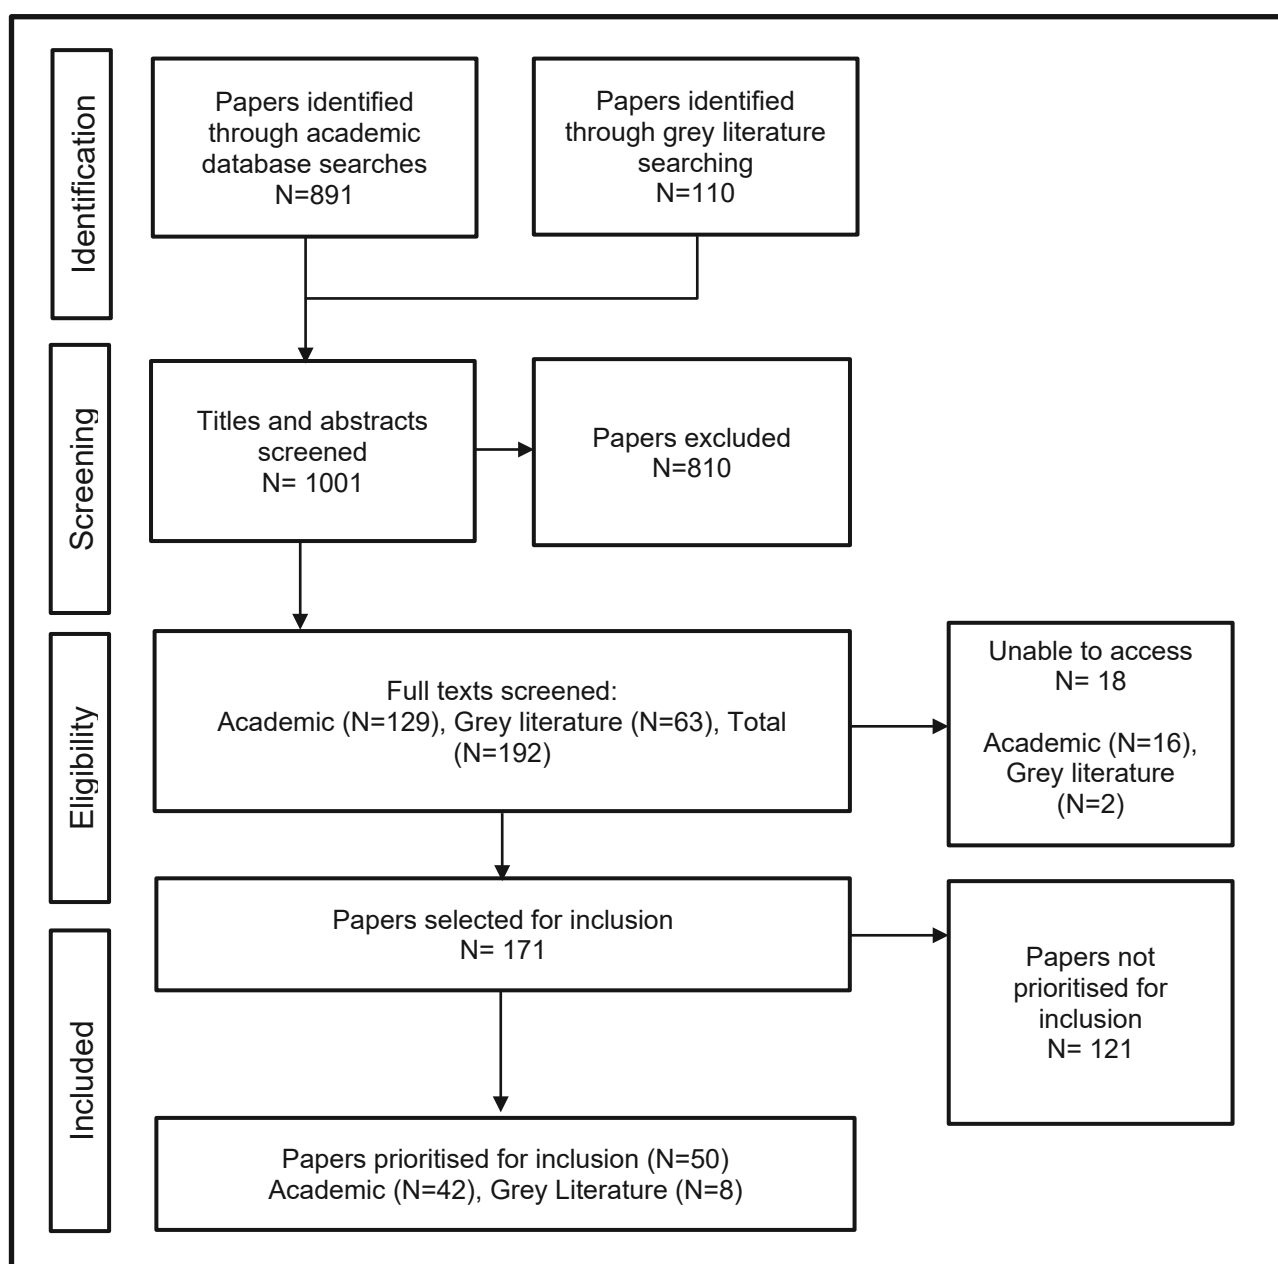 Identification
Papers identified
through academic
database searches
N=891
Papers identified
through grey literature
searching
N=110
Screening
Titles and abstracts
screened
N= 1001
Papers excluded
N=810
Eligibility
Full texts screened:
Academic (N=129), Grey literature (N=63), Total
(N=192)
Unable to access
N= 18
Academic (N=16),
Grey literature
(N=2)
Papers selected for inclusion
N= 171
Papers not
prioritised for
inclusion
N= 121
Included
Papers prioritised for inclusion (N=50)
Academic (N=42), Grey Literature (N=8)